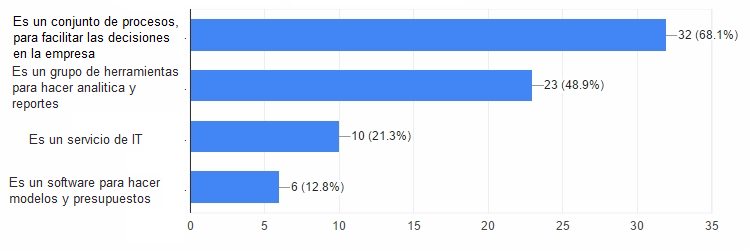 Es un conjunto de procesos,
para facilitar las decisiones
en la empresa
32 (68.1%)
Es un grupo de herramientas
para hacer analitica y
reportes
23 (48.9%)
Es un servicio de IT
10 (21.3%)
Es un software para hacer
modelos y presupuestos
6 (12.8%)
0 5 10 15 20 25 30 35